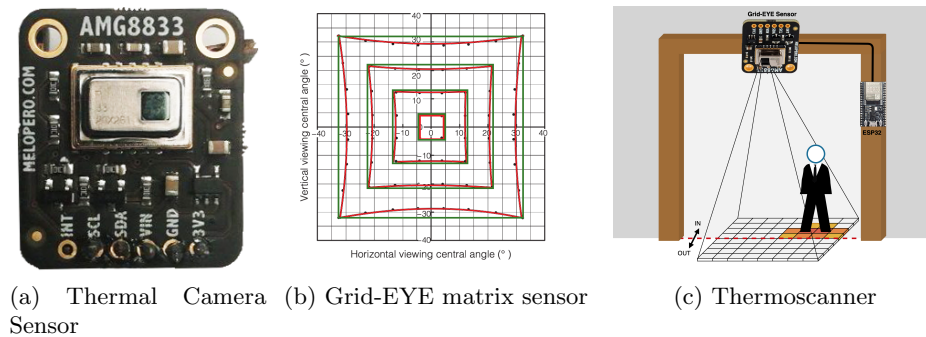 AMG8833
MELOPERO.COM
INT
SCL
SDA
VIN
GND
3V3
40
30
20
10
−40
−30
−20
−10
10
20
30
40
−10
−20
−30
−40
Vertical viewing central angle (° )
Horizontal viewing central angle (° )
Grid-EYE Sensor
ESP32
IN
OUT
(a) Thermal Camera
Sensor
(b) Grid-EYE matrix sensor
(c) Thermoscanner